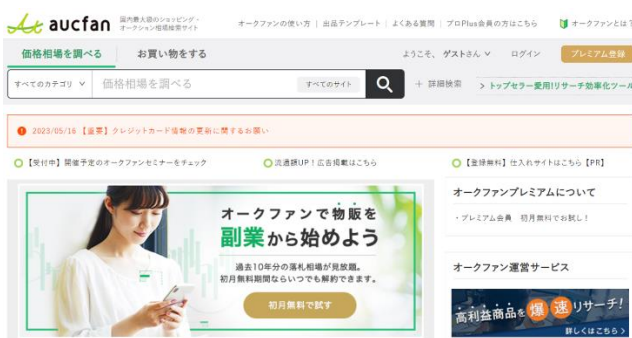 aucfan
国内最大級のショッピング・
オークション相場検索サイト
オークファンの使い方 | 出品テンプレート | よくある質問 | プロPlus会員の方はこちら
オークファンとは
価格相場を調べる
お買い物をする
ようこそ、ゲストさん
ログイン
プレミアム登録
すべてのカテゴリ
価格相場を調べる
すべてのサイト
+ 詳細検索
> トップセラー愛用!リサーチ効率化ツール
2023/05/16 【重要】クレジットカード情報の更新に関するお願い
【受付中】開催予定のオークファンセミナーをチェック
流通額UP!広告掲載はこちら
【登録無料】仕入れサイトはこちら【PR】
オークファンで物販を
副業から始めよう
過去10年分の落札相場が見放題。
初月無料期間ならいつでも解約できます。
初月無料で試す
オークファンプレミアムについて
・プレミアム会員 初月無料でお試し!
オークファン運営サービス
高利益商品を爆速リサーチ!
詳しくはこちら >